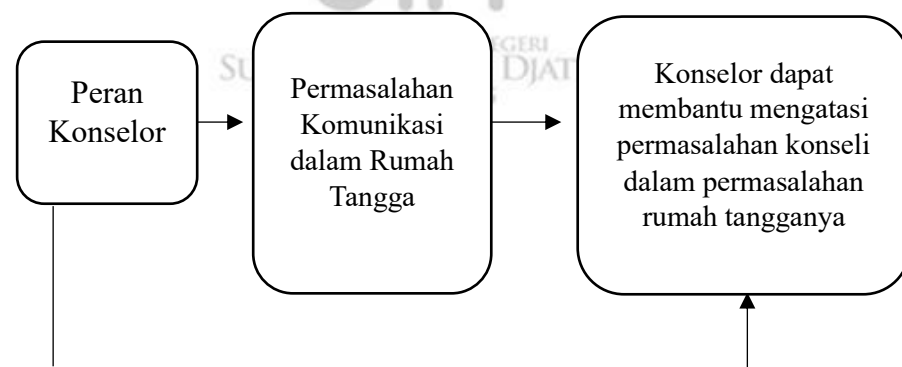 Peran
Konselor
Permasalahan
Komunikasi
dalam Rumah
Tangga
Konselor dapat
membantu mengatasi
permasalahan konseli
dalam permasalahan
rumah tangganya